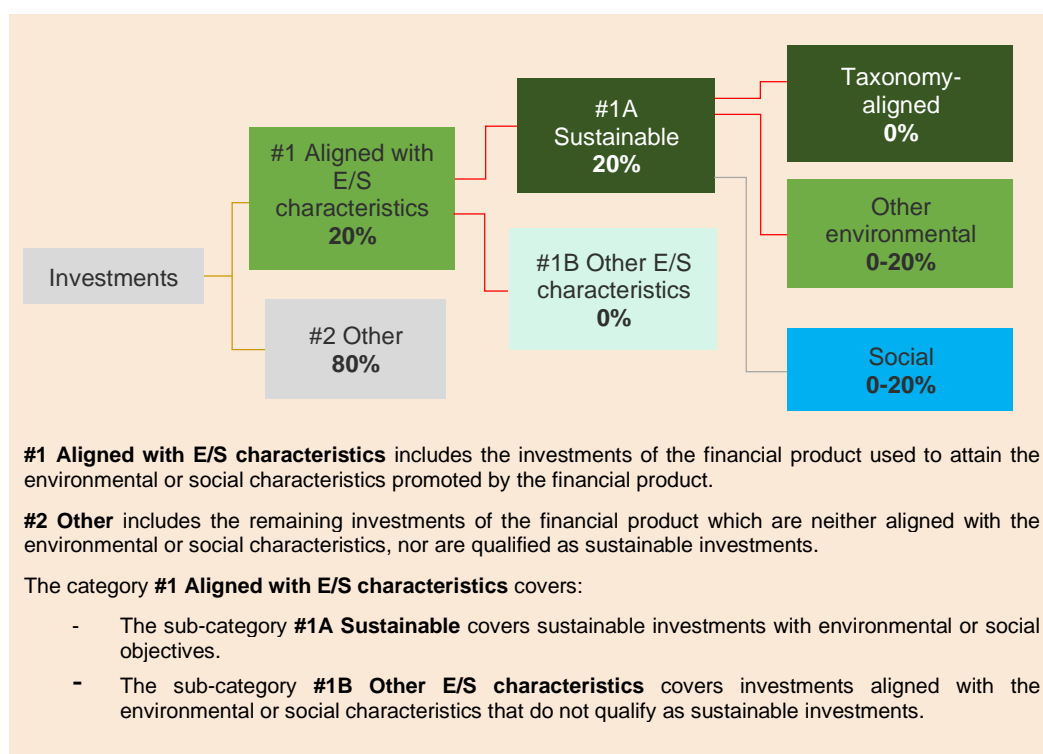 Investments
#1 Aligned with
E/S
characteristics
20%
#2 Other
80%
#1A
Sustainable
20%
#1B Other E/S
characteristics
0%
Taxonomy-
aligned
0%
Other
environmental
0-20%
Social
0-20%
#1 Aligned with E/S characteristics includes the investments of the financial product used to attain the
environmental or social characteristics promoted by the financial product.
#2 Other includes the remaining investments of the financial product which are neither aligned with the
environmental or social characteristics, nor are qualified as sustainable investments.
The category #1 Aligned with E/S characteristics covers:
- The sub-category #1A Sustainable covers sustainable investments with environmental or social
objectives.
- The sub-category #1B Other E/S characteristics covers investments aligned with the
environmental or social characteristics that do not qualify as sustainable investments.